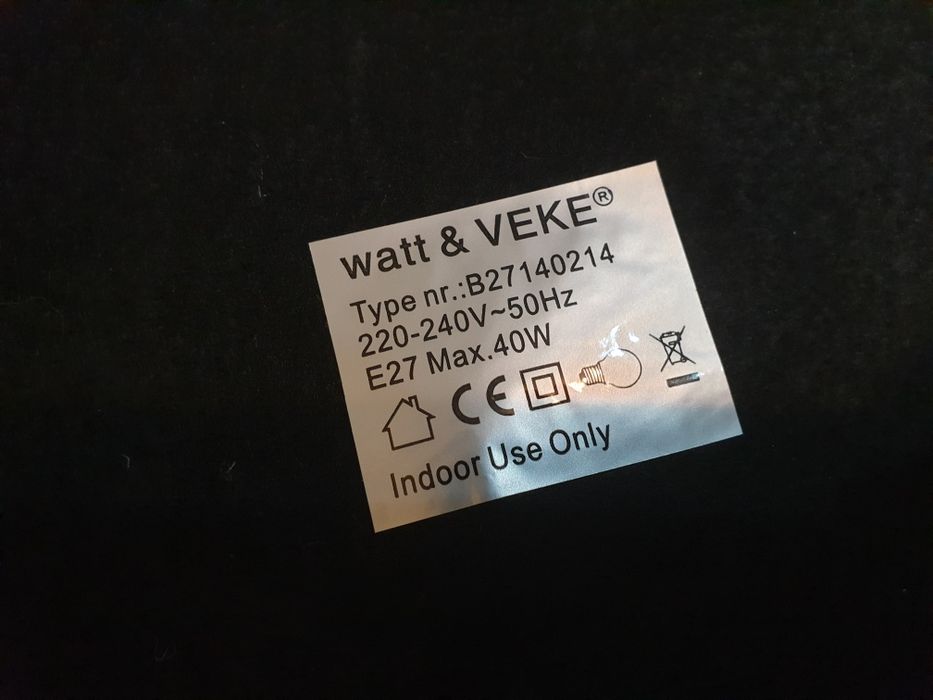 watt & VEKE®
Type nr.:B27140214
220-240V~50Hz
E27 Max.40W
CE
Indoor Use Only